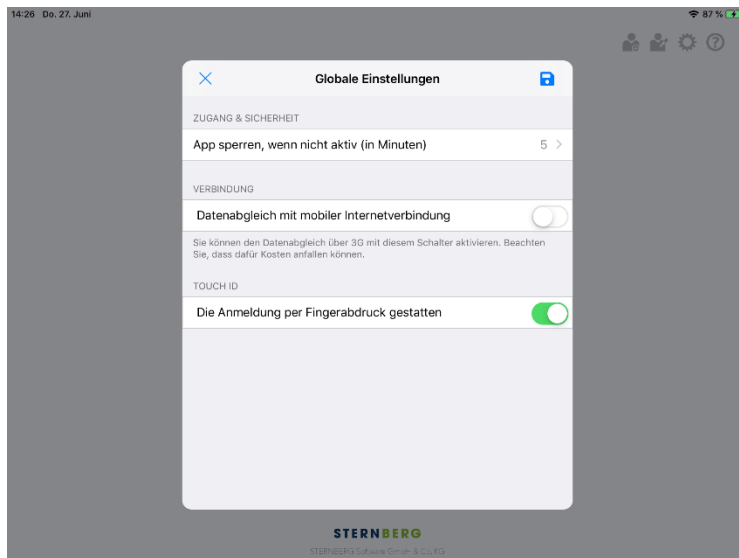 14:26 Do. 27. Juni
87 %
Globale Einstellungen
ZUGANG & SICHERHEIT
App sperren, wenn nicht aktiv (in Minuten) 5
VERBINDUNG
Datenabgleich mit mobiler Internetverbindung
Sie können den Datenabgleich über 3G mit diesem Schalter aktivieren. Beachten
Sie, dass dafür Kosten anfallen können.
TOUCH ID
Die Anmeldung per Fingerabdruck gestatten
STERNBERG
STERNBERG Software GmbH & Co. KG